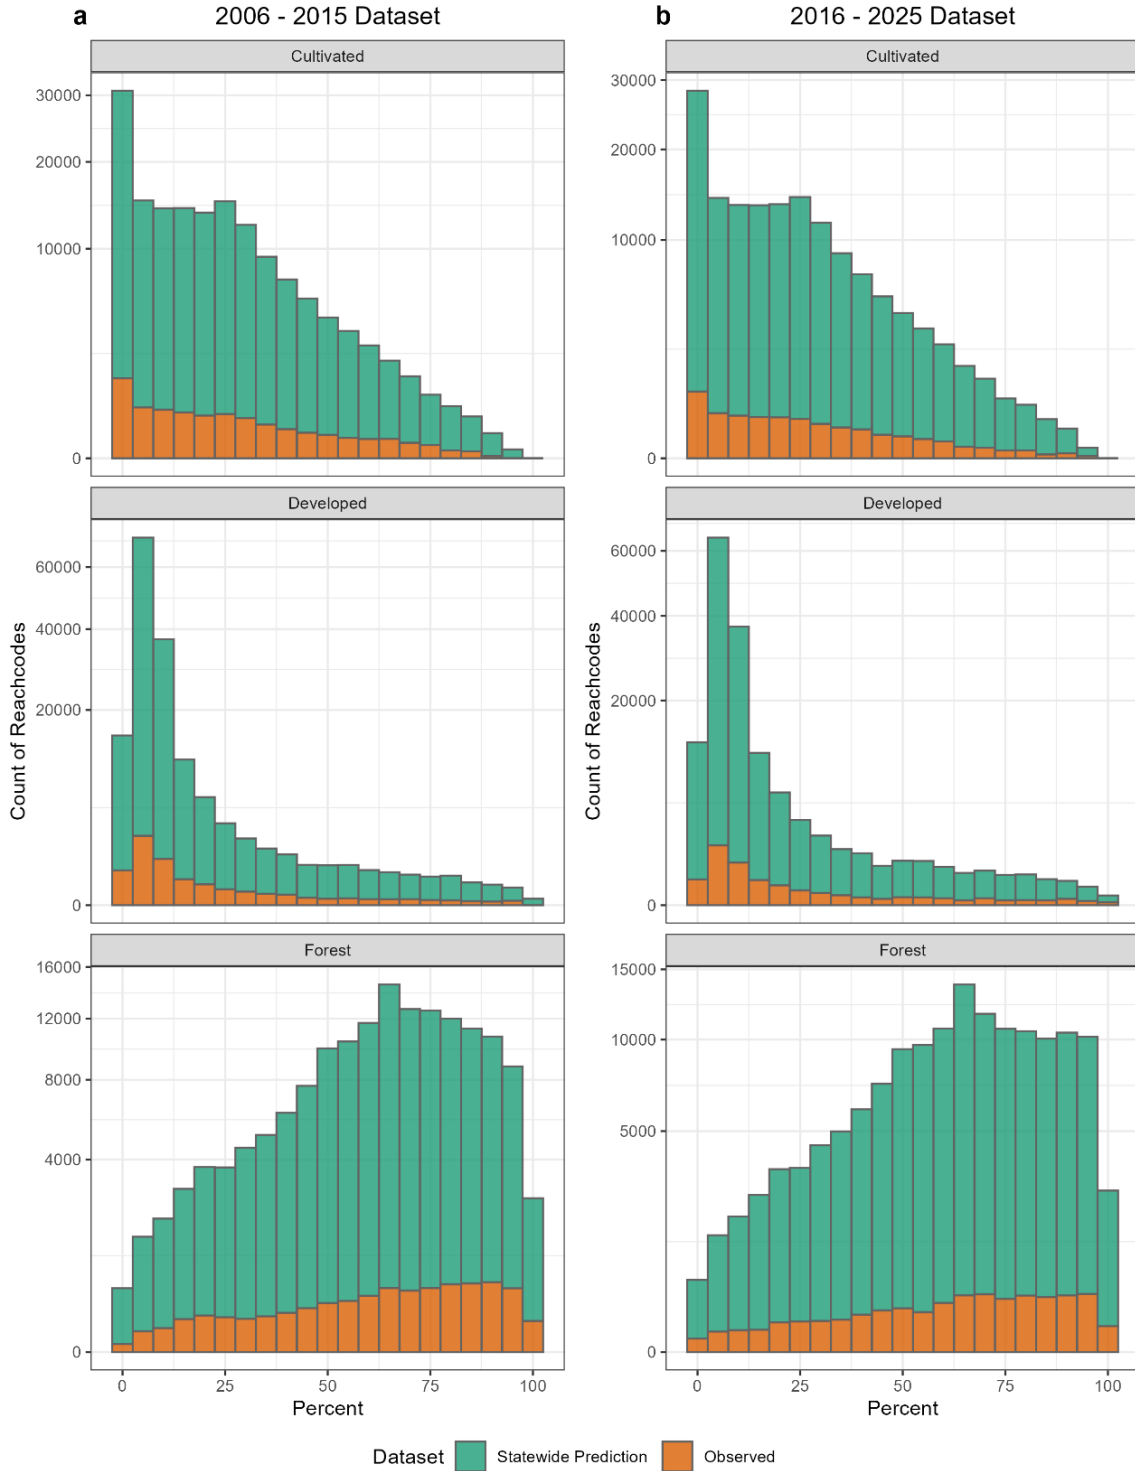 a 2006 - 2015 Dataset
Cultivated
30000
20000
10000
0
Developed
60000
40000
20000
0
Forest
16000
12000
8000
4000
0
0 25 50 75 100
Percent
Count of Reachcodes
b 2016 - 2025 Dataset
Cultivated
30000
20000
10000
0
Developed
60000
40000
20000
0
Forest
15000
10000
5000
0
0 25 50 75 100
Percent
Count of Reachcodes
Dataset Statewide Prediction Observed